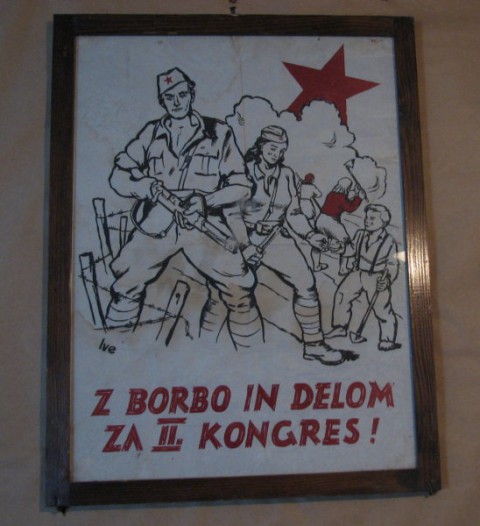 Ive
Z BORBO IN DELOM
ZA II. KONGRES!